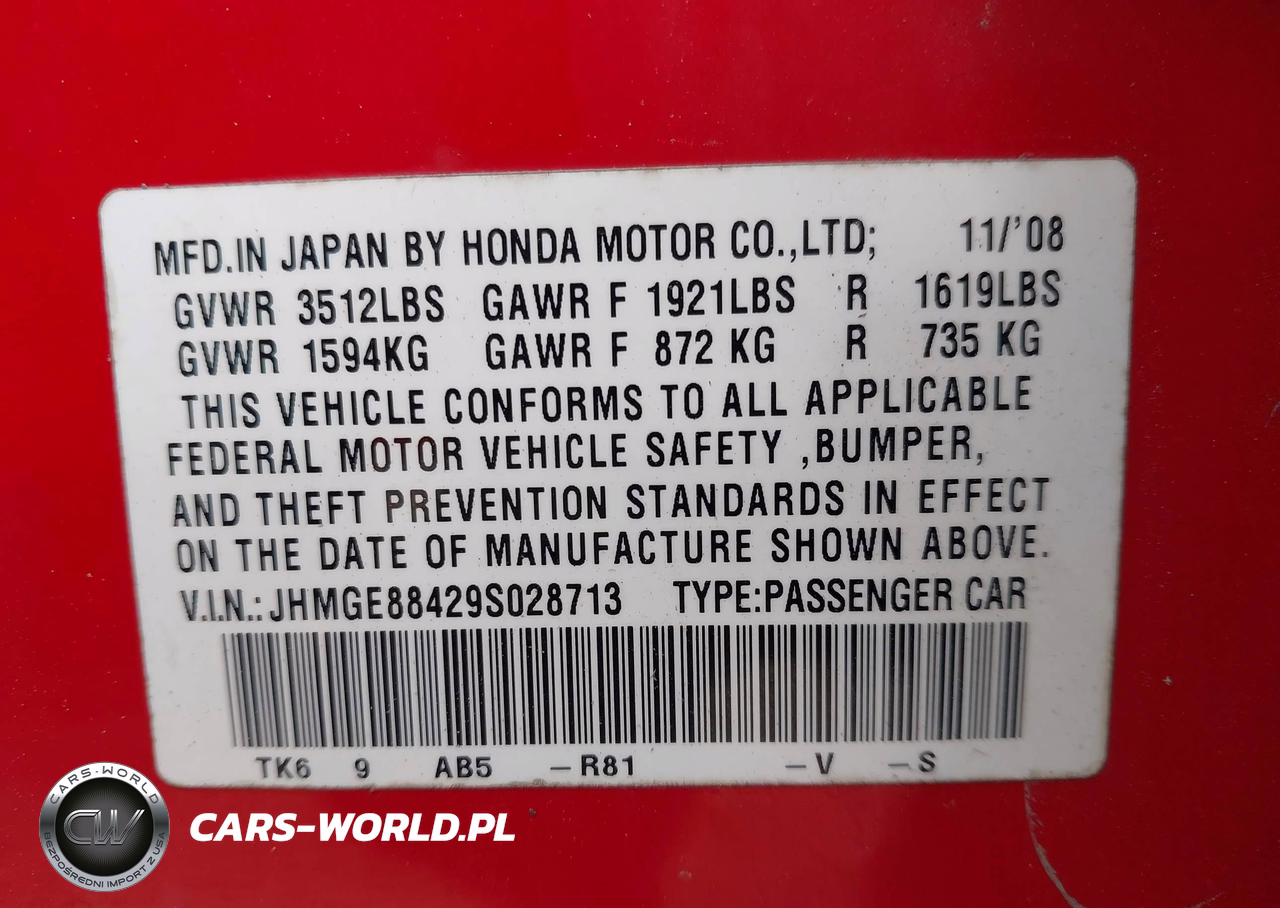 MFD.IN JAPAN BY HONDA MOTOR CO.,LTD; 11/'08
GVWR 3512LBS GAWR F 1921LBS R 1619LBS
GVWR 1594KG GAWR F 872 KG R 735 KG
THIS VEHICLE CONFORMS TO ALL APPLICABLE
FEDERAL MOTOR VEHICLE SAFETY ,BUMPER,
AND THEFT PREVENTION STANDARDS IN EFFECT
ON THE DATE OF MANUFACTURE SHOWN ABOVE.
V.I.N.: JHMGE88429S028713 TYPE:PASSENGER CAR
TK6 9 AB5 –R81 –V –S
CARS-WORLD
CW
BEZPOŚREDNI IMPORT Z USA
CARS-WORLD.PL